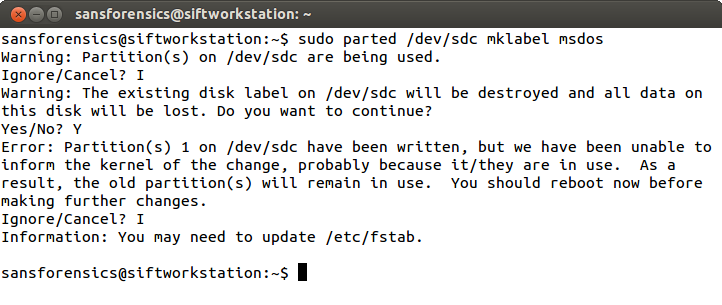 sansforensics@siftworkstation: ~
sansforensics@siftworkstation:~$ sudo parted /dev/sdc mklabel msdos
Warning: Partition(s) on /dev/sdc are being used.
Ignore/Cancel? I
Warning: The existing disk label on /dev/sdc will be destroyed and all data on
this disk will be lost. Do you want to continue?
Yes/No? Y
Error: Partition(s) 1 on /dev/sdc have been written, but we have been unable to
inform the kernel of the change, probably because it/they are in use.  As a
result, the old partition(s) will remain in use.  You should reboot now before
making further changes.
Ignore/Cancel? I
Information: You may need to update /etc/fstab.
sansforensics@siftworkstation:~$